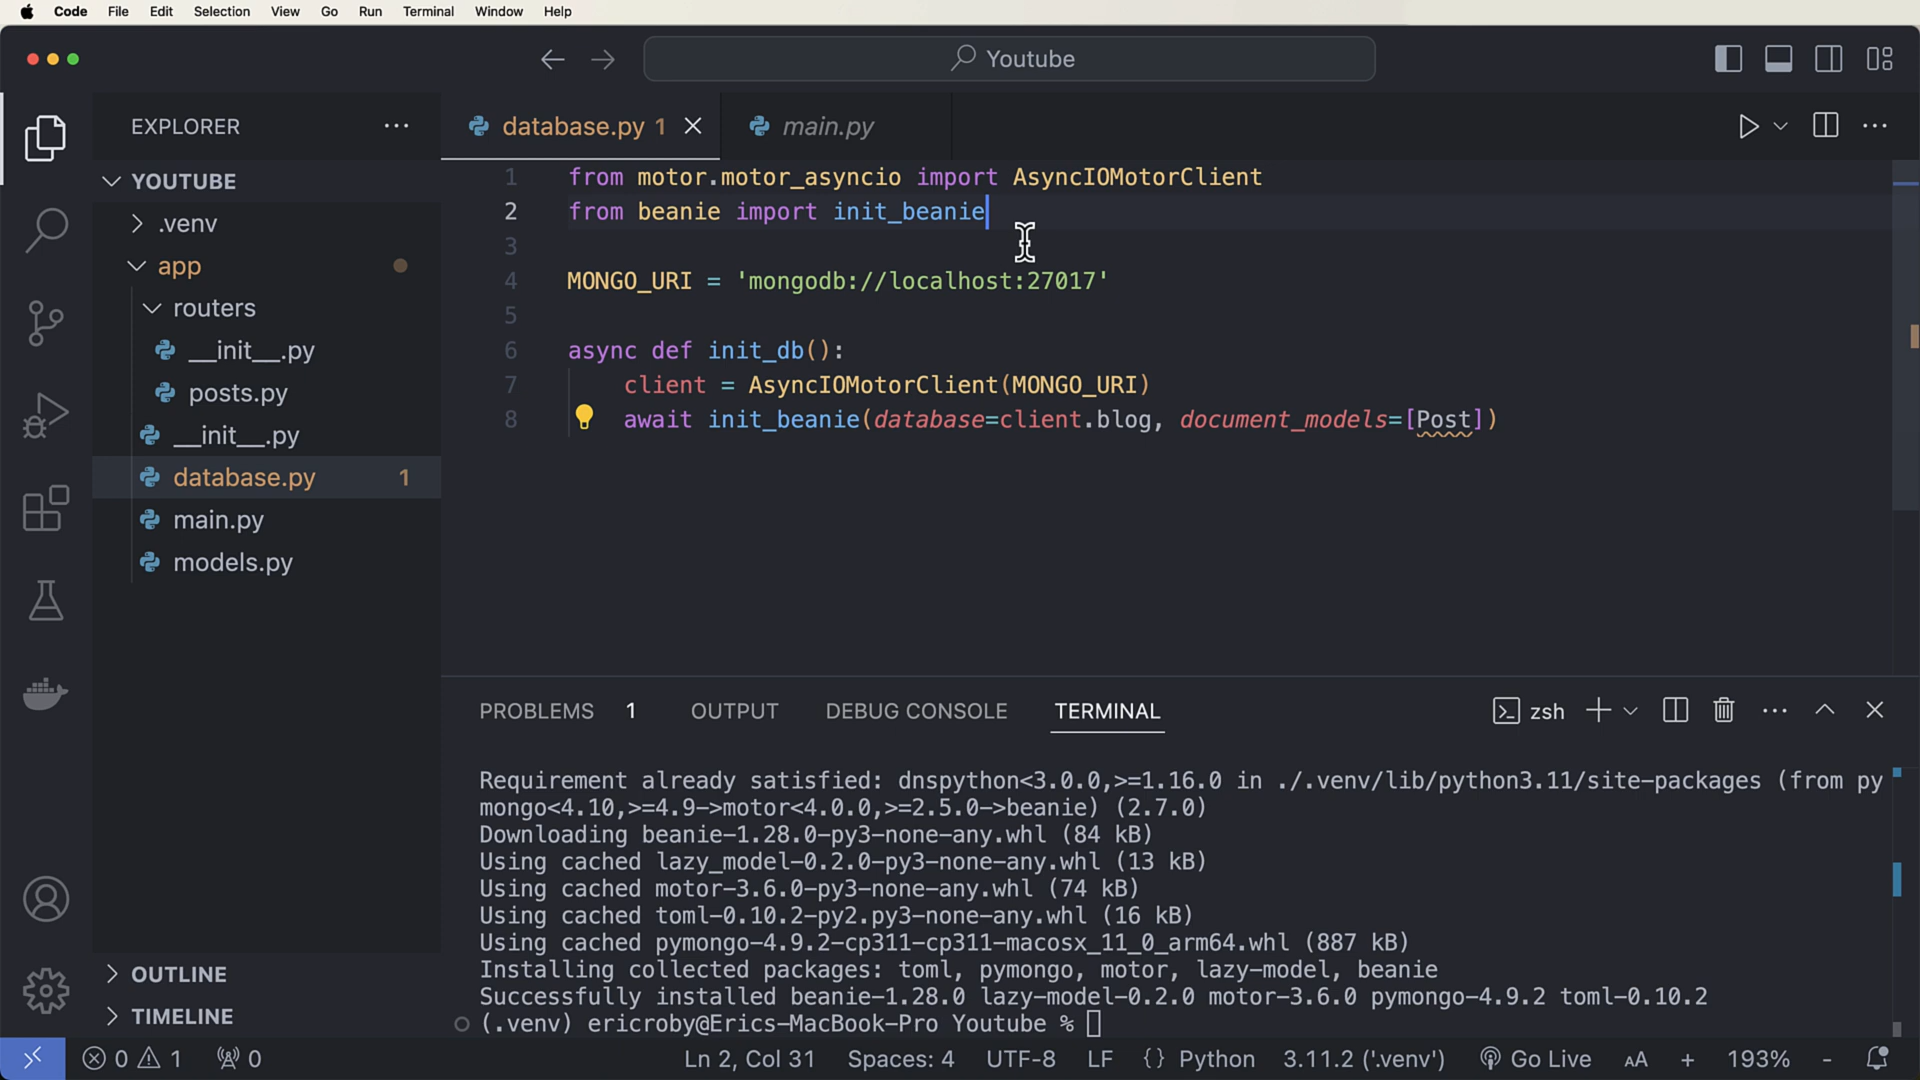 Code File Edit Selection View Go Run Terminal Window Help
Youtube
EXPLORER
database.py 1
main.py
YOUTUBE
.venv
app
routers
__init__.py
posts.py
__init__.py
database.py 1
main.py
models.py
OUTLINE
TIMELINE
1 from motor.motor_asyncio import AsyncIOMotorClient
2 from beanie import init_beanie
3
4 MONGO_URI = 'mongodb://localhost:27017'
5
6 async def init_db():
7 client = AsyncIOMotorClient(MONGO_URI)
8 await init_beanie(database=client.blog, document_models=[Post])
PROBLEMS 1 OUTPUT DEBUG CONSOLE TERMINAL
zsh
Requirement already satisfied: dnspython<3.0.0,>=1.16.0 in ./.venv/lib/python3.11/site-packages (from py
mongo<4.10,>=4.9->motor<4.0.0,>=2.5.0->beanie) (2.7.0)
Downloading beanie-1.28.0-py3-none-any.whl (84 kB)
Using cached lazy_model-0.2.0-py3-none-any.whl (13 kB)
Using cached motor-3.6.0-py3-none-any.whl (74 kB)
Using cached toml-0.10.2-py2.py3-none-any.whl (16 kB)
Using cached pymongo-4.9.2-cp311-cp311-macosx_11_0_arm64.whl (887 kB)
Installing collected packages: toml, pymongo, motor, lazy-model, beanie
Successfully installed beanie-1.28.0 lazy-model-0.2.0 motor-3.6.0 pymongo-4.9.2 toml-0.10.2
(.venv) ericroby@Erics-MacBook-Pro Youtube %
0 1 0 Ln 2, Col 31 Spaces: 4 UTF-8 LF {} Python 3.11.2 ('.venv') Go Live AA + 193% -